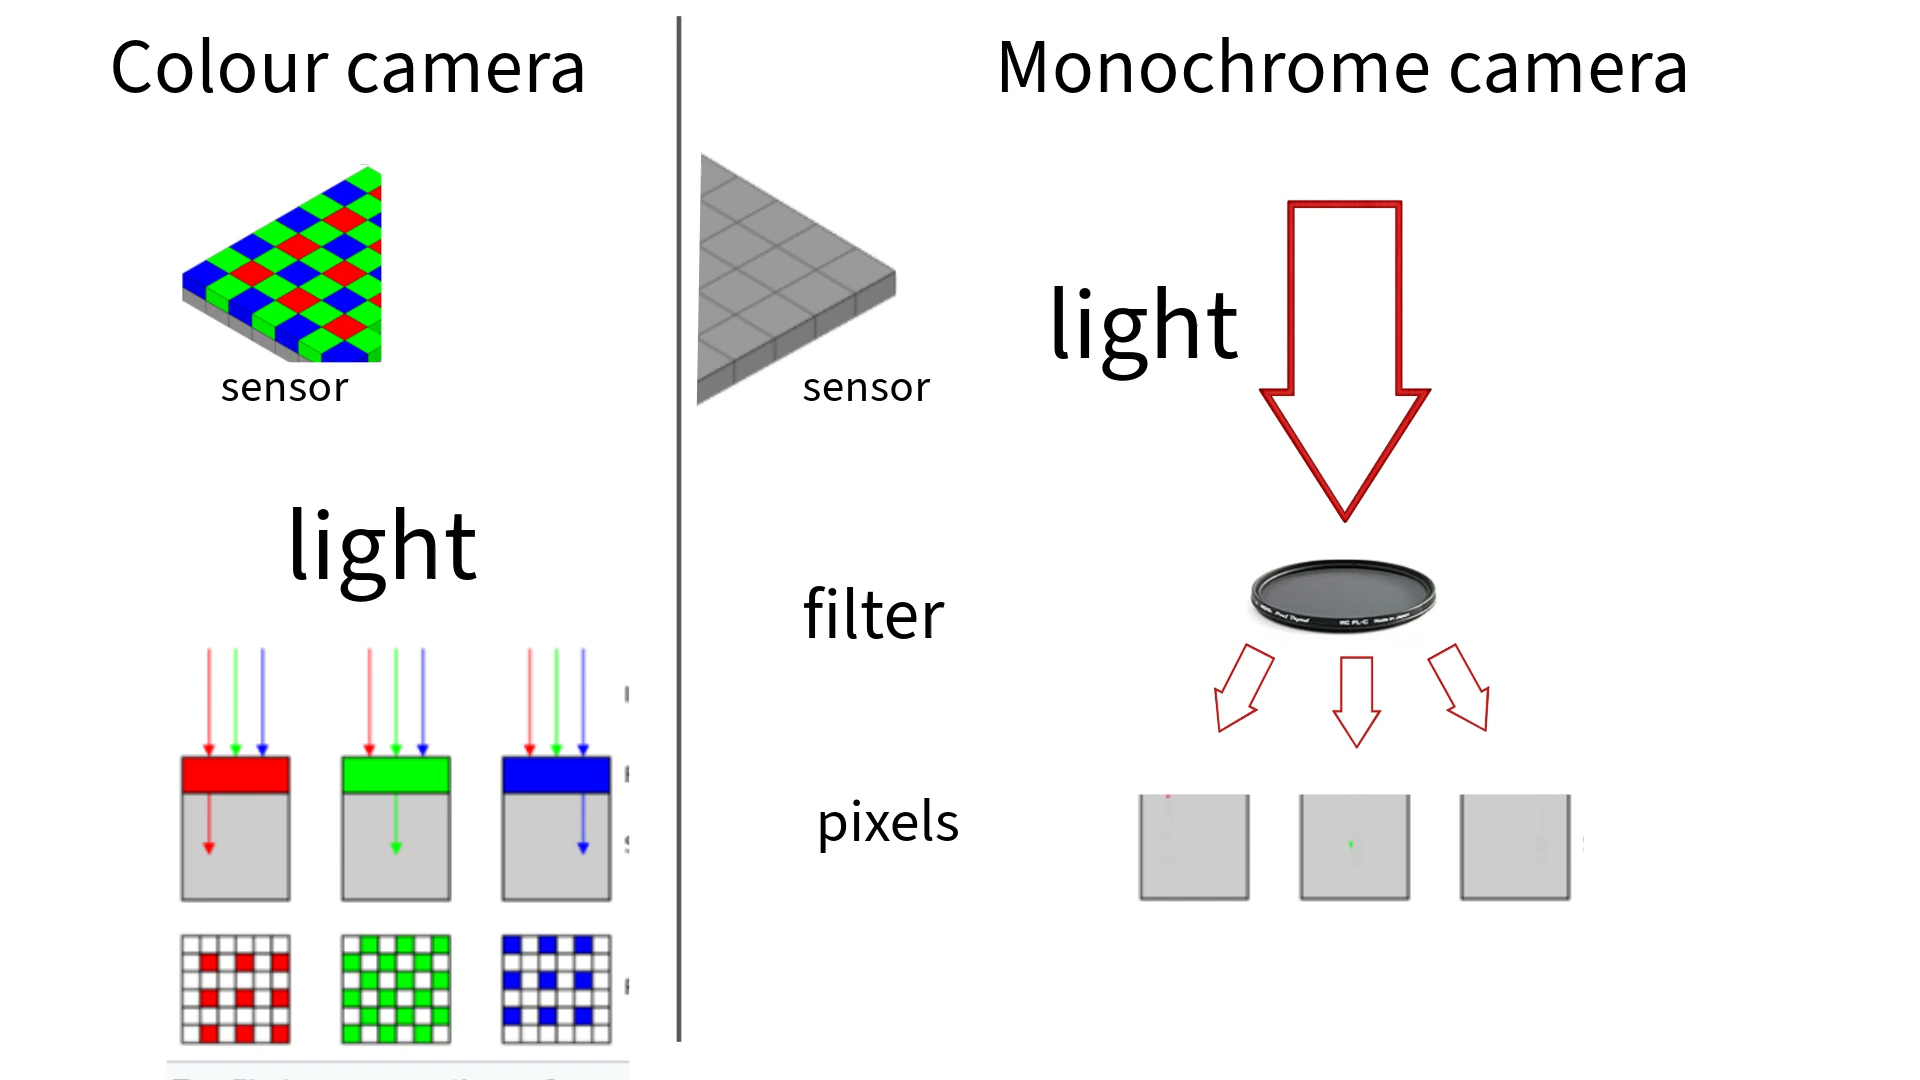 Colour camera
sensor
light
Monochrome camera
sensor
light
filter
pixels